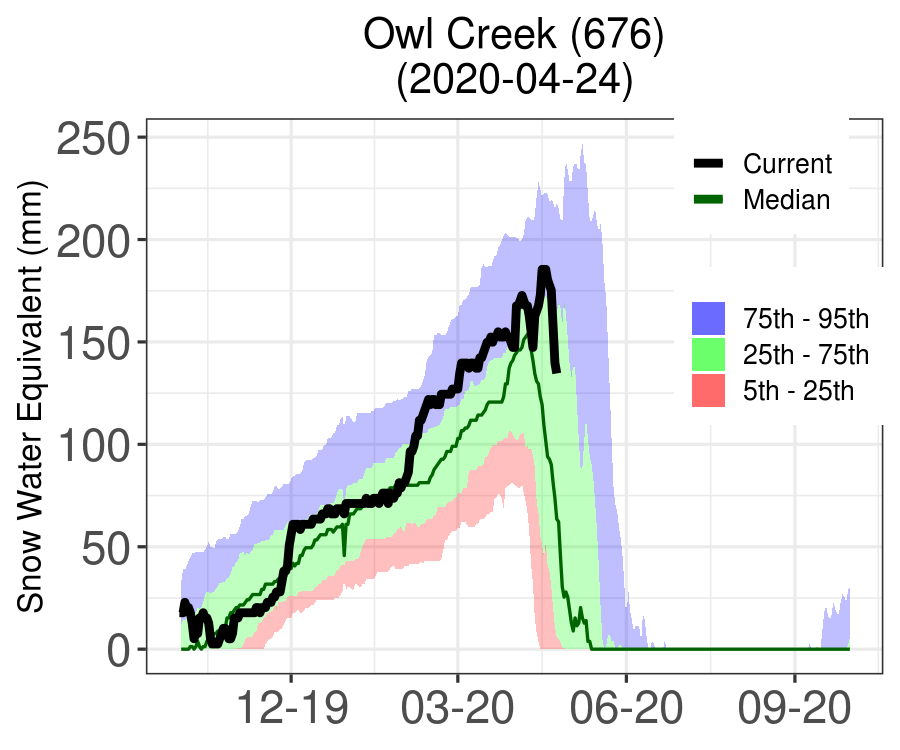 Owl Creek (676)
(2020-04-24)
Snow Water Equivalent (mm)
250
200
150
100
50
0
12-19
03-20
06-20
09-20
Current
Median
75th - 95th
25th - 75th
5th - 25th